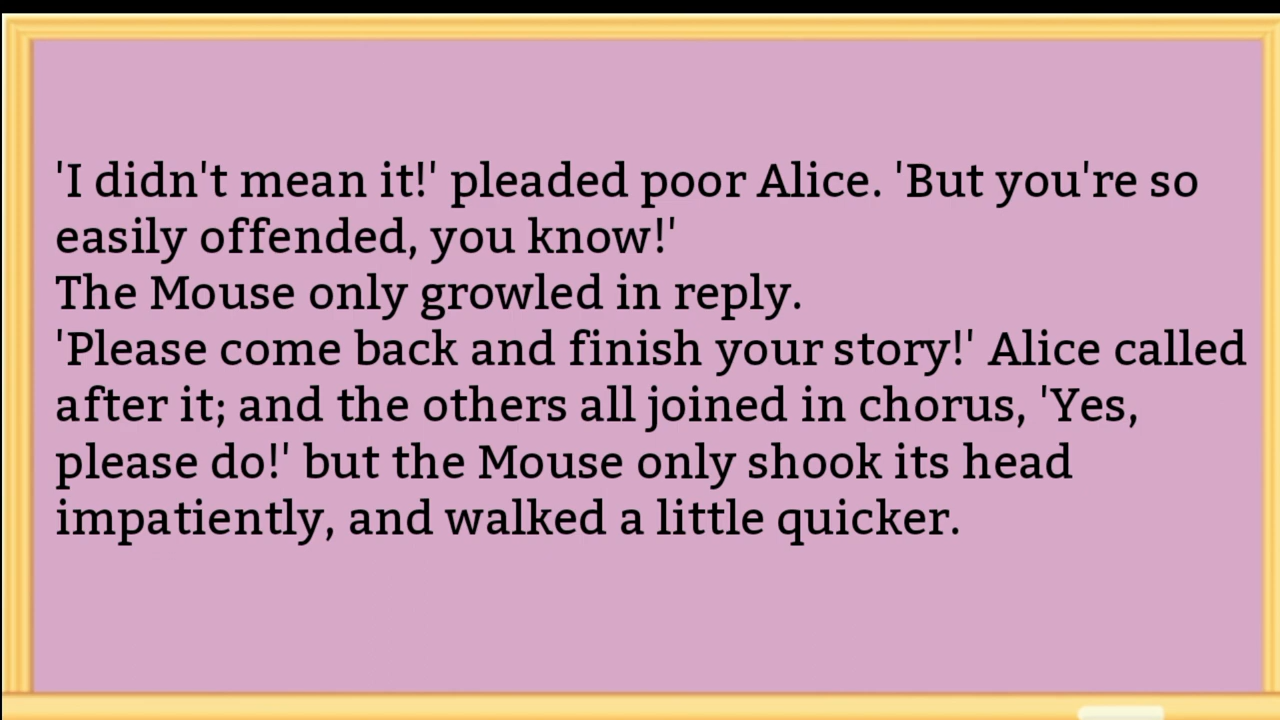 'I didn't mean it!' pleaded poor Alice. 'But you're so
easily offended, you know!'
The Mouse only growled in reply.
'Please come back and finish your story!' Alice called
after it; and the others all joined in chorus, 'Yes,
please do!' but the Mouse only shook its head
impatiently, and walked a little quicker.